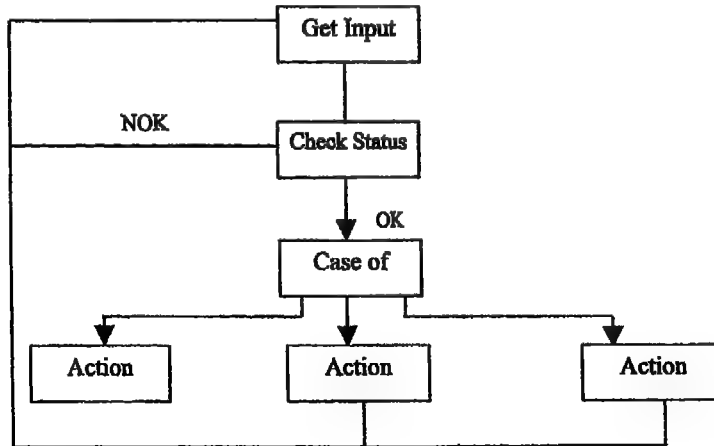 Get Input
NOK
Check Status
OK
Case of
Action
Action
Action